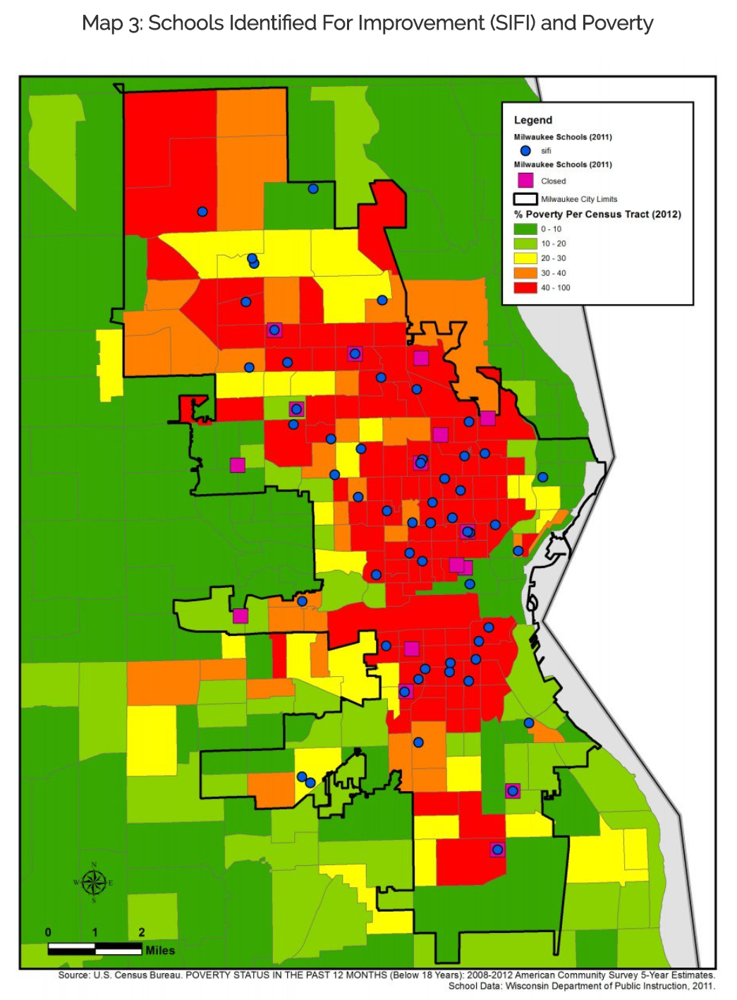 Map 3: Schools Identified For Improvement (SIFI) and Poverty
Legend
Milwaukee Schools (2011)
sifi
Milwaukee Schools (2011)
Closed
Milwaukee City Limits
% Poverty Per Census Tract (2012)
0 - 10
10 - 20
20 - 30
30 - 40
40 - 100
N
W E
S
0 1 2
Miles
Source: U.S. Census Bureau. POVERTY STATUS IN THE PAST 12 MONTHS (Below 18 Years): 2008-2012 American Community Survey 5-Year Estimates.
School Data: Wisconsin Department of Public Instruction, 2011.